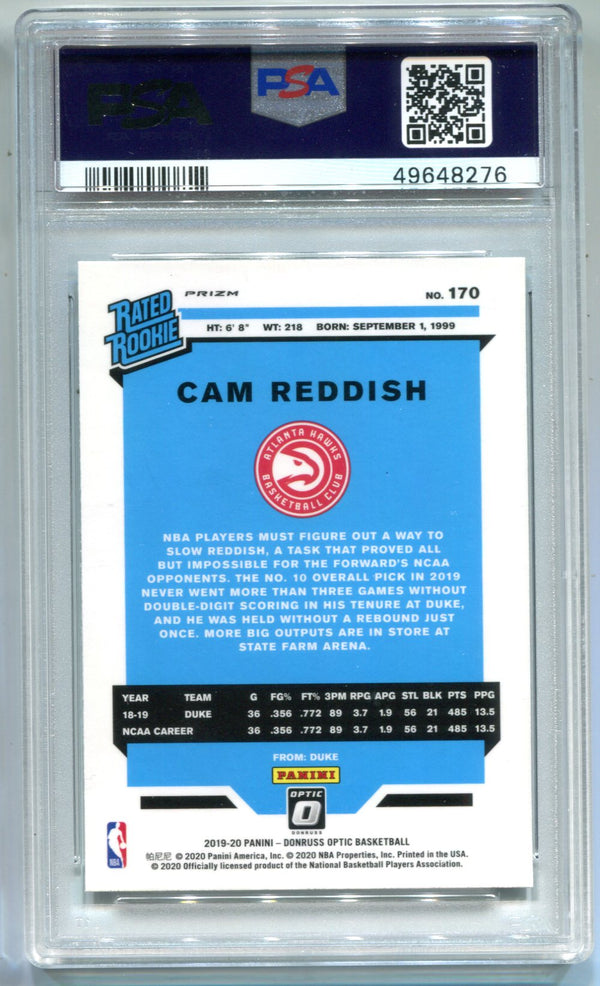 PSA
PSA
49648276
RATED
ROOKIE
PRIZM
NO. 170
HT: 6' 8" WT: 218 BORN: SEPTEMBER 1, 1999
CAM REDDISH
ATLANTA HAWKS
BASKETBALL CLUB
NBA PLAYERS MUST FIGURE OUT A WAY TO
SLOW REDDISH, A TASK THAT PROVED ALL
BUT IMPOSSIBLE FOR THE FORWARD'S NCAA
OPPONENTS. THE NO. 10 OVERALL PICK IN 2019
NEVER WENT MORE THAN THREE GAMES WITHOUT
DOUBLE-DIGIT SCORING IN HIS TENURE AT DUKE,
AND HE WAS HELD WITHOUT A REBOUND JUST
ONCE. MORE BIG OUTPUTS ARE IN STORE AT
STATE FARM ARENA.
YEAR TEAM G FG% FT% 3PM RPG APG STL BLK PTS PPG
18-19 DUKE 36 .356 .772 89 3.7 1.9 56 21 485 13.5
NCAA CAREER 36 .356 .772 89 3.7 1.9 56 21 485 13.5
FROM: DUKE
PANINI
OPTIC
DONRUSS
NBA
2019-20 PANINI – DONRUSS OPTIC BASKETBALL
帕尼尼 © 2020 Panini America, Inc. © 2020 NBA Properties, Inc. Printed in the USA.
© 2020 Officially licensed product of the National Basketball Players Association.